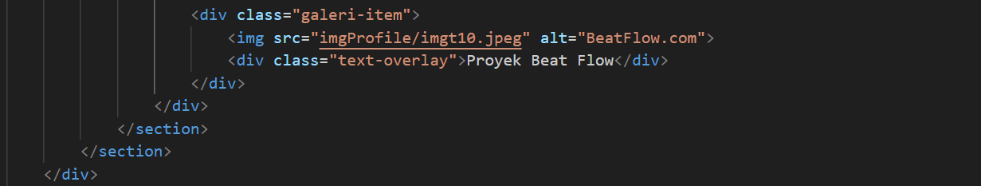 <div class="galeri-item">
<img src="imgProfile/imgt10.jpeg" alt="BeatFlow.com">
<div class="text-overlay">Proyek Beat Flow</div>
</div>
</div>
</section>
</section>
</div>